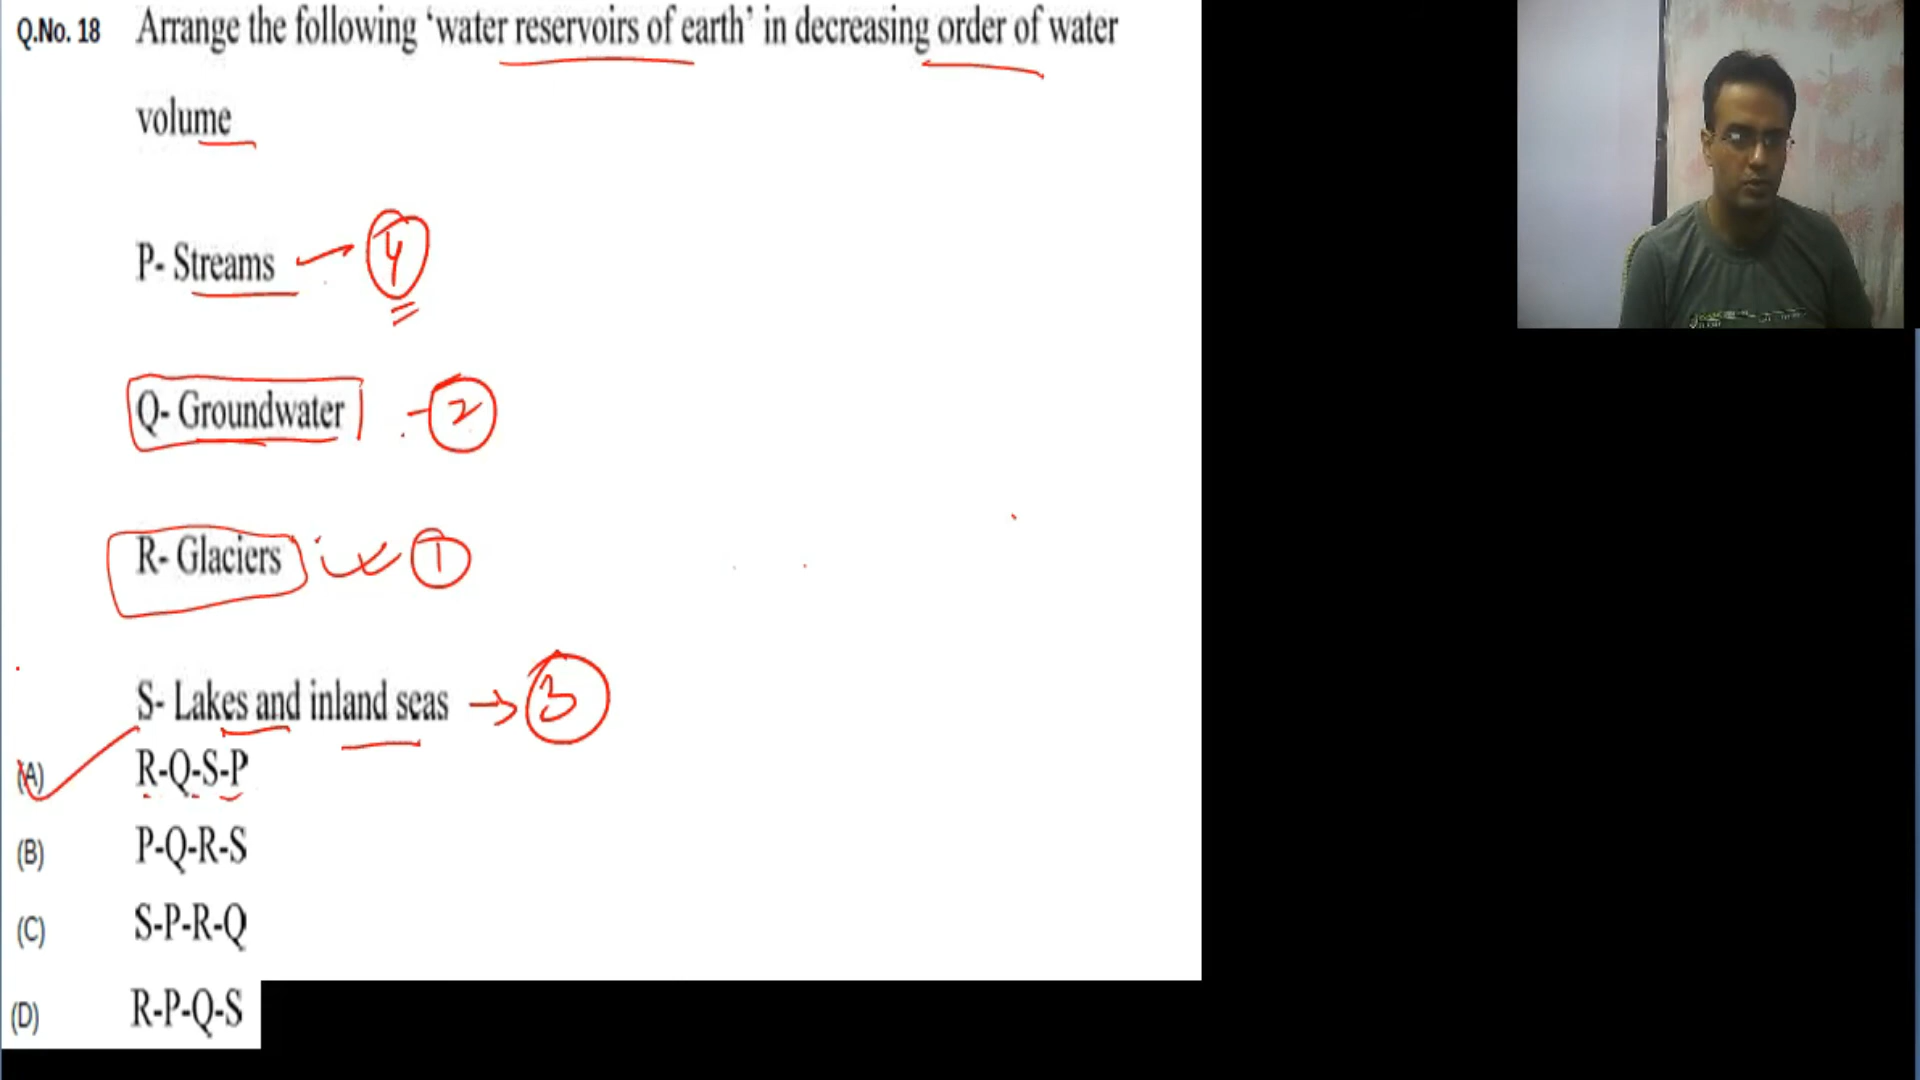 Q.No. 18 Arrange the following ‘water reservoirs of earth’ in decreasing order of water
volume
P- Streams 4
Q- Groundwater - 2
R- Glaciers 1
S- Lakes and inland seas → 3
(A) R-Q-S-P
(B) P-Q-R-S
(C) S-P-R-Q
(D) R-P-Q-S